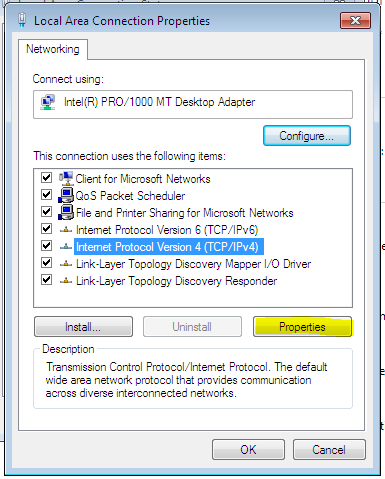 Local Area Connection Properties
Networking
Connect using:
Intel(R) PRO/1000 MT Desktop Adapter
Configure...
This connection uses the following items:
Client for Microsoft Networks
QoS Packet Scheduler
File and Printer Sharing for Microsoft Networks
Internet Protocol Version 6 (TCP/IPv6)
Internet Protocol Version 4 (TCP/IPv4)
Link-Layer Topology Discovery Mapper I/O Driver
Link-Layer Topology Discovery Responder
Install... Uninstall Properties
Description
Transmission Control Protocol/Internet Protocol. The default
wide area network protocol that provides communication
across diverse interconnected networks.
OK Cancel